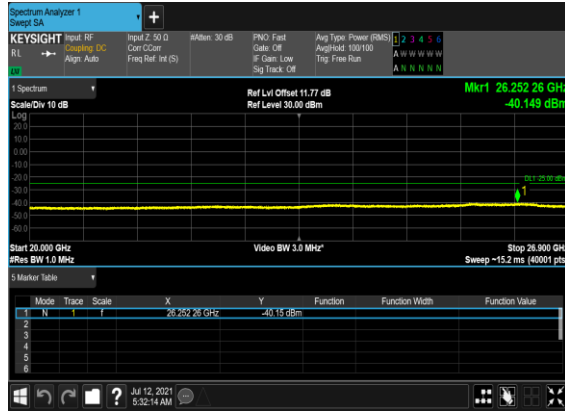 Spectrum Analyzer 1
Swept SA
+
KEYSIGHT Input: RF Input Z: 50 Ω #Atten: 30 dB PNO: Fast Avg Type: Power (RMS) 1 2 3 4 5 6
RL Coupling: DC Corr CCorr Gate: Off Avg|Hold: 100/100 A W W W W W
Align: Auto Freq Ref: Int (S) IF Gain: Low Trig: Free Run
Sig Track: Off A N N N N N
1 Spectrum Ref Lvl Offset 11.77 dB Mkr1 26.252 26 GHz
Scale/Div 10 dB Ref Level 30.00 dBm -40.149 dBm
Log
20.0
10.0
0.00
-10.0
-20.0 DL1 -25.00 dBm
-30.0 1
-40.0
-50.0
-60.0
Start 20.000 GHz Video BW 3.0 MHz* Stop 26.900 GHz
#Res BW 1.0 MHz Sweep ~15.2 ms (40001 pts)
5 Marker Table
Mode Trace Scale X Y Function Function Width Function Value
1 N 1 f 26.252 26 GHz -40.15 dBm
2
3
4
5
6
? Jul 12, 2021
5:32:14 AM